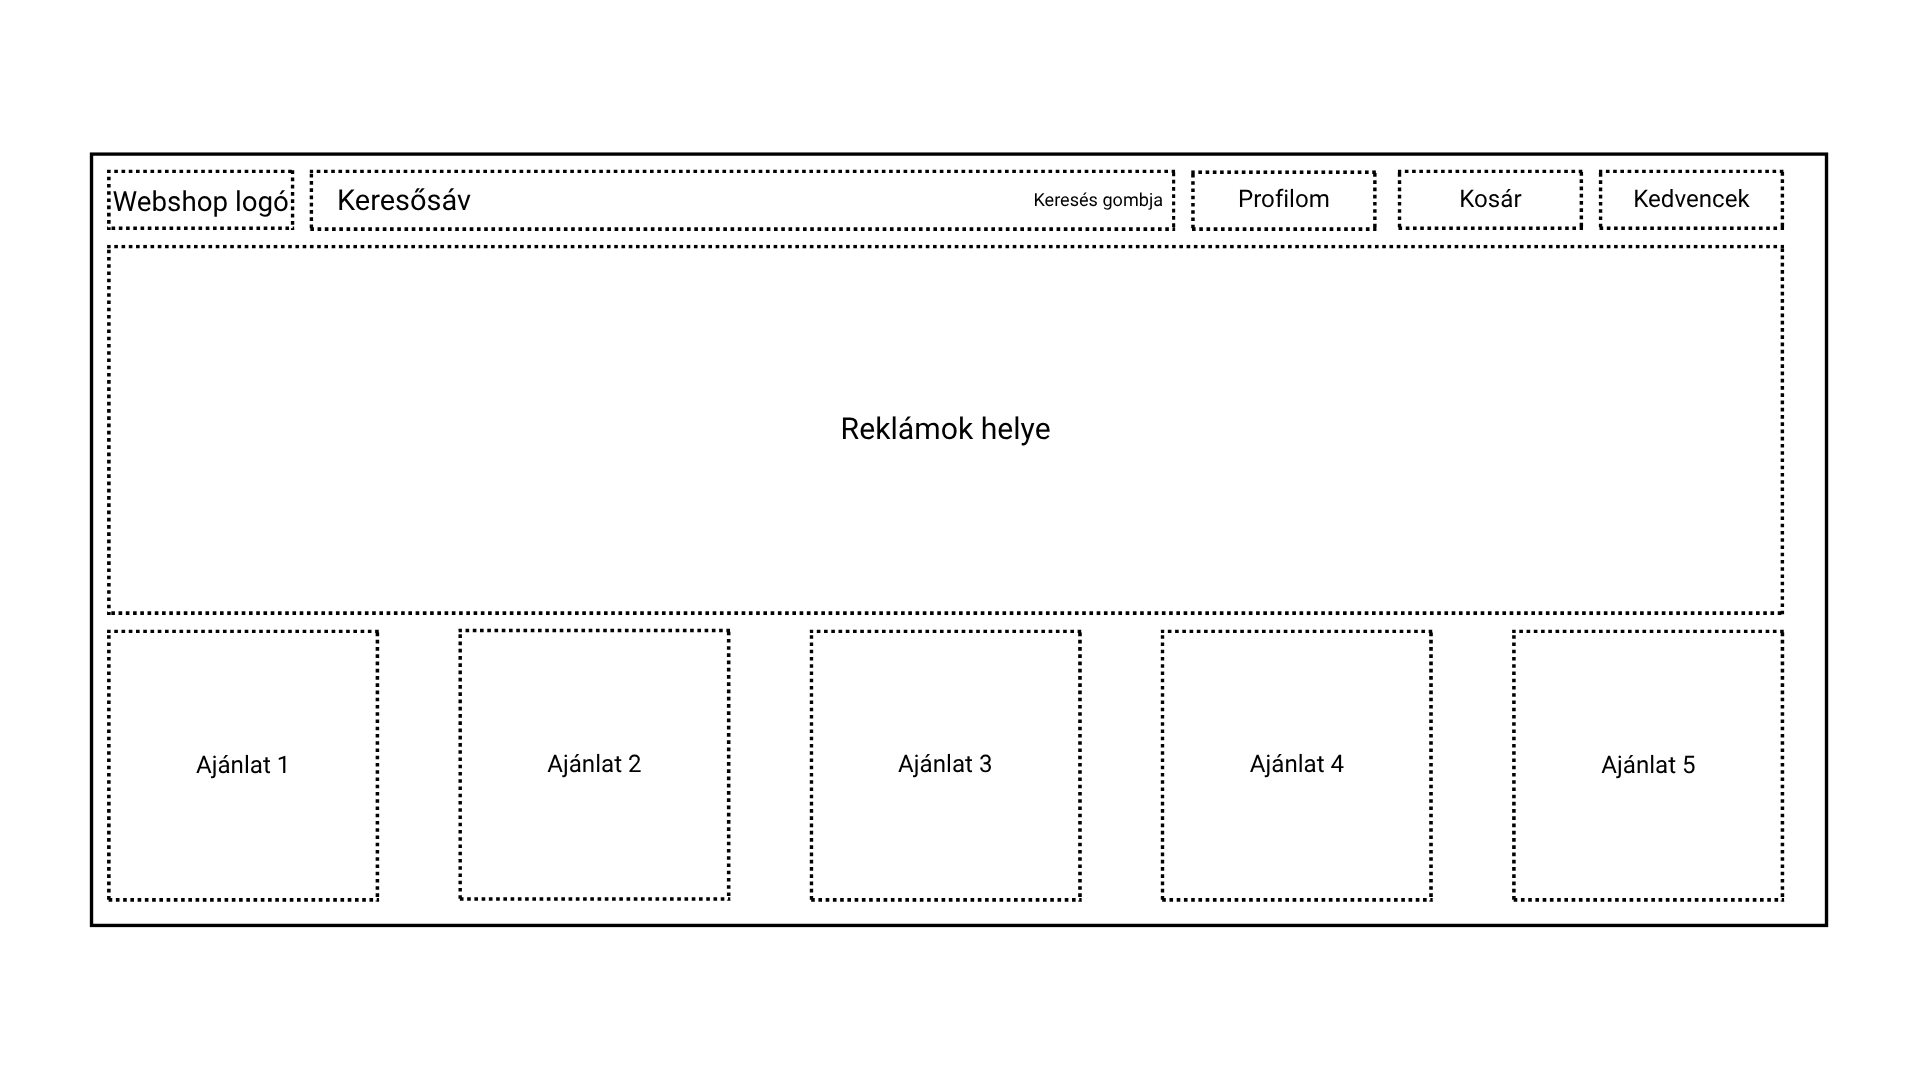 Webshop logó
Keresősáv
Keresés gombja
Profilom
Kosár
Kedvencek
Reklámok helye
Ajánlat 1
Ajánlat 2
Ajánlat 3
Ajánlat 4
Ajánlat 5